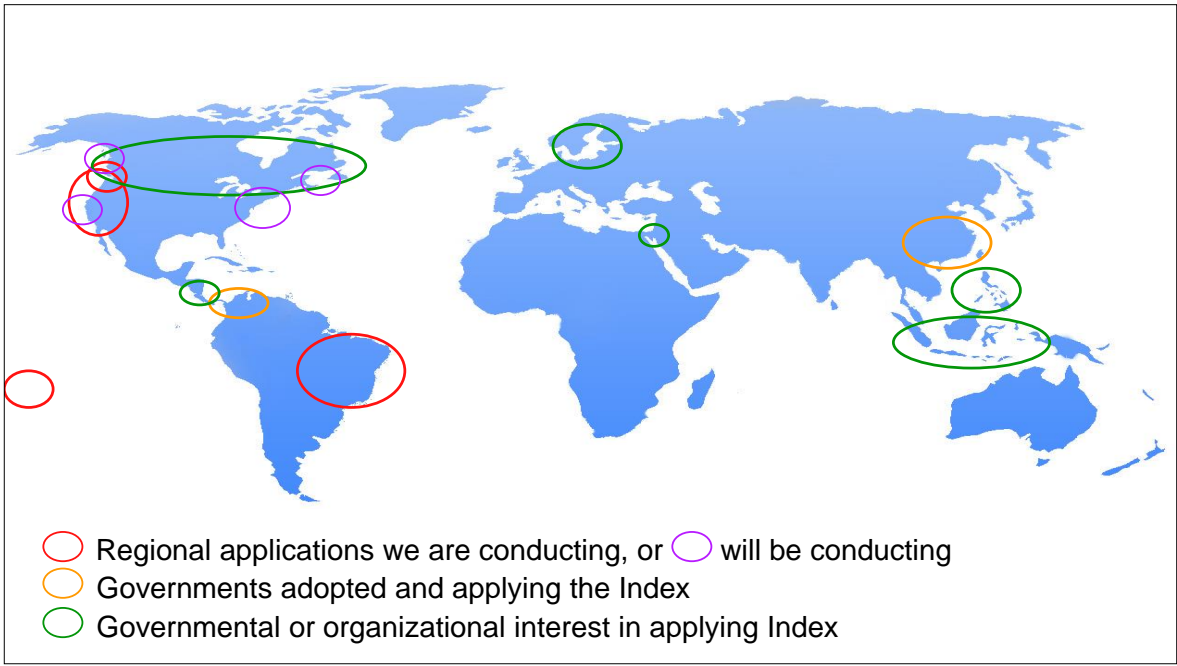 Regional applications we are conducting, or will be conducting
Governments adopted and applying the Index
Governmental or organizational interest in applying Index